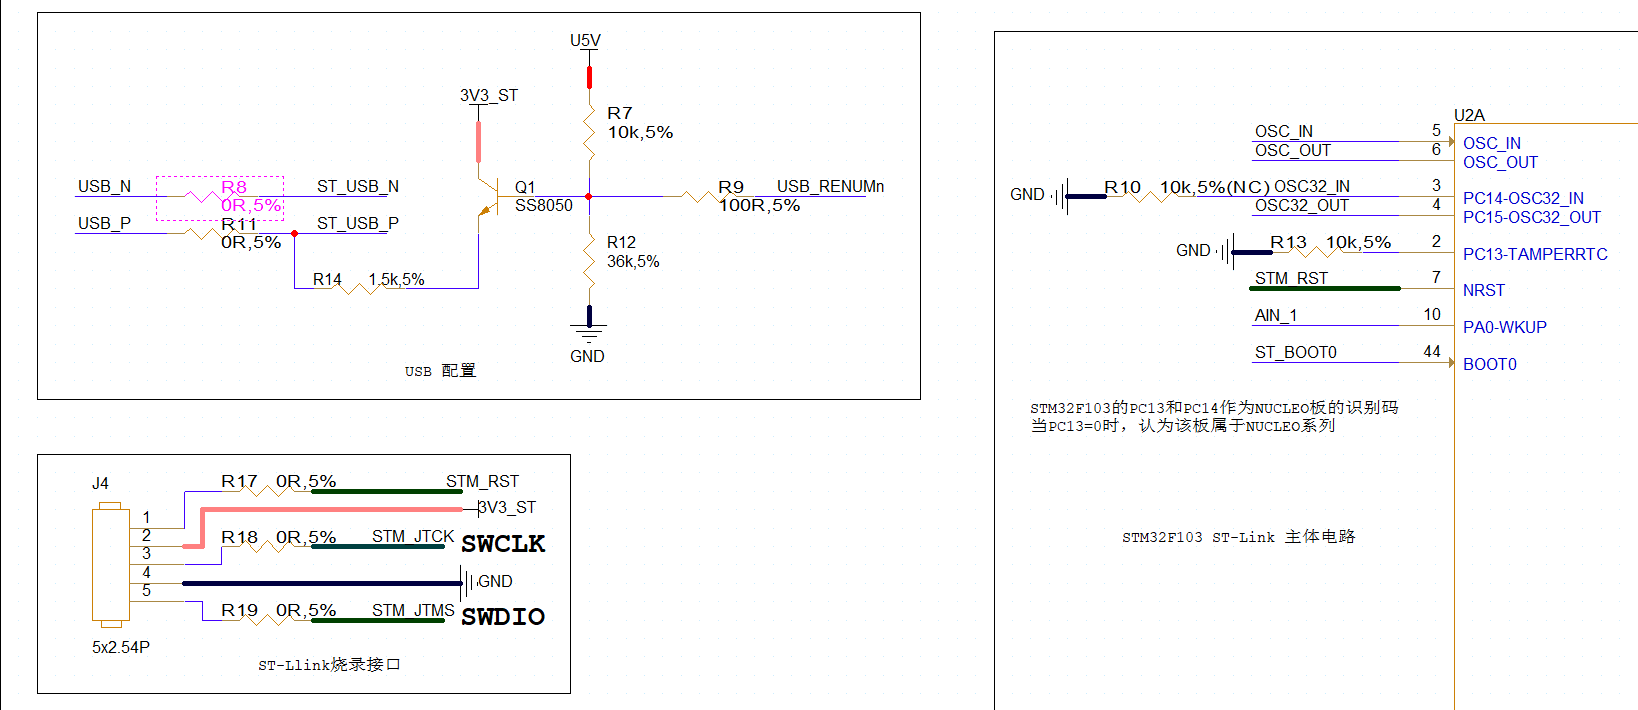 U5V
3V3_ST
R7
10k,5%
USB_N
R8
0R,5%
ST_USB_N
Q1
SS8050
R9
100R,5%
USB_RENUMn
USB_P
R11
0R,5%
ST_USB_P
R12
36k,5%
R14 1.5k,5%
GND
USB 配置
J4
1
2
3
4
5
5x2.54P
R17 0R,5%
STM_RST
3V3_ST
R18 0R,5%
STM_JTCK
SWCLK
GND
R19 0R,5%
STM_JTMS
SWDIO
ST-Llink烧录接口
U2A
OSC_IN 5 OSC_IN
OSC_OUT 6 OSC_OUT
GND R10 10k,5%(NC) OSC32_IN 3 PC14-OSC32_IN
OSC32_OUT 4 PC15-OSC32_OUT
GND R13 10k,5% 2 PC13-TAMPERRTC
STM_RST 7 NRST
AIN_1 10 PA0-WKUP
ST_BOOT0 44 BOOT0
STM32F103的PC13和PC14作为NUCLEO板的识别码
当PC13=0时，认为该板属于NUCLEO系列
STM32F103 ST-Link 主体电路